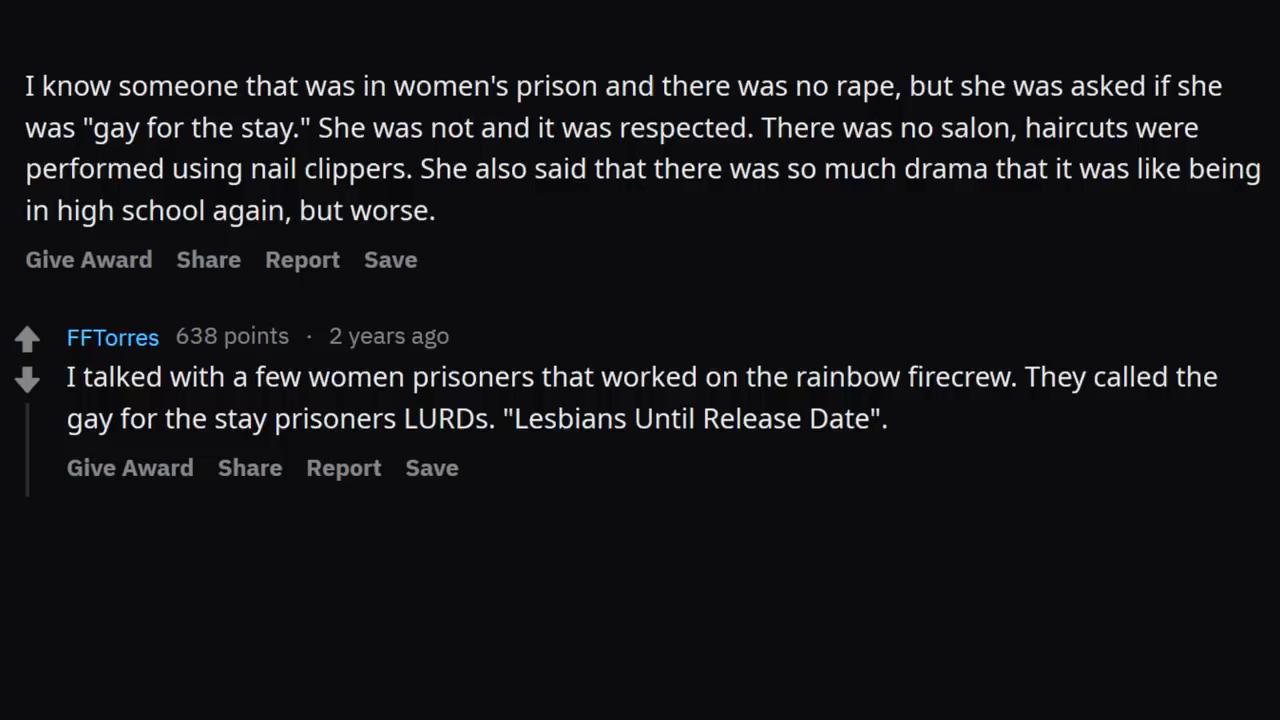 I know someone that was in women's prison and there was no rape, but she was asked if she
was "gay for the stay." She was not and it was respected. There was no salon, haircuts were
performed using nail clippers. She also said that there was so much drama that it was like being
in high school again, but worse.
Give Award Share Report Save
FFTorres 638 points · 2 years ago
I talked with a few women prisoners that worked on the rainbow firecrew. They called the
gay for the stay prisoners LURDs. "Lesbians Until Release Date".
Give Award Share Report Save